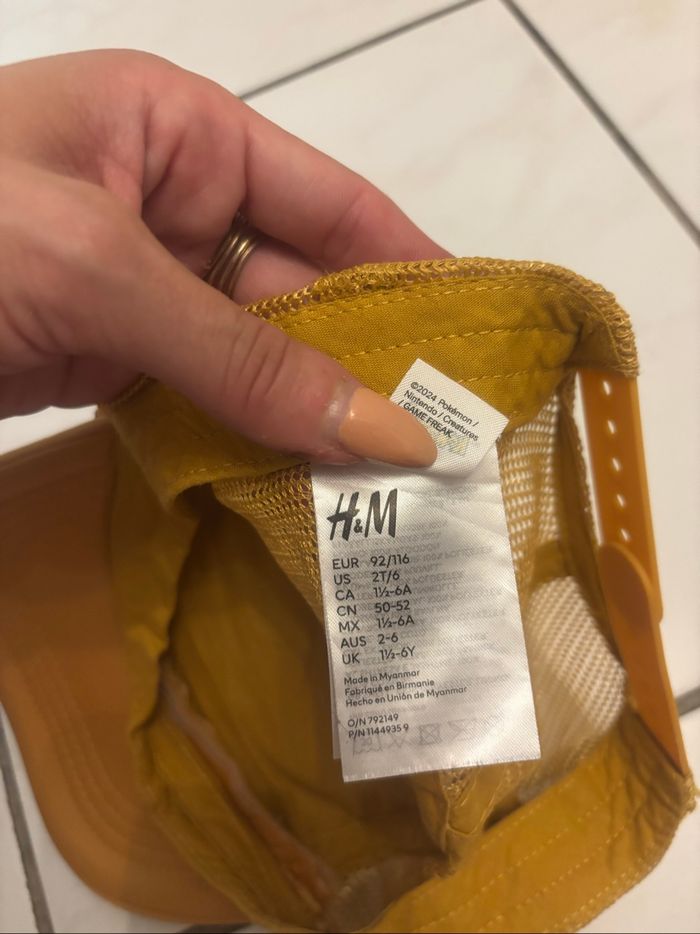 ©2024 Pokémon /
Nintendo / Creatures
/ GAME FREAK
H&M
EUR 92/116
US 2T/6
CA 1½-6A
CN 50-52
MX 1½-6A
AUS 2-6
UK 1½-6Y
Made in Myanmar
Fabriqué en Birmanie
Hecho en Unión de Myanmar
O/N 792149
P/N 1144935 9